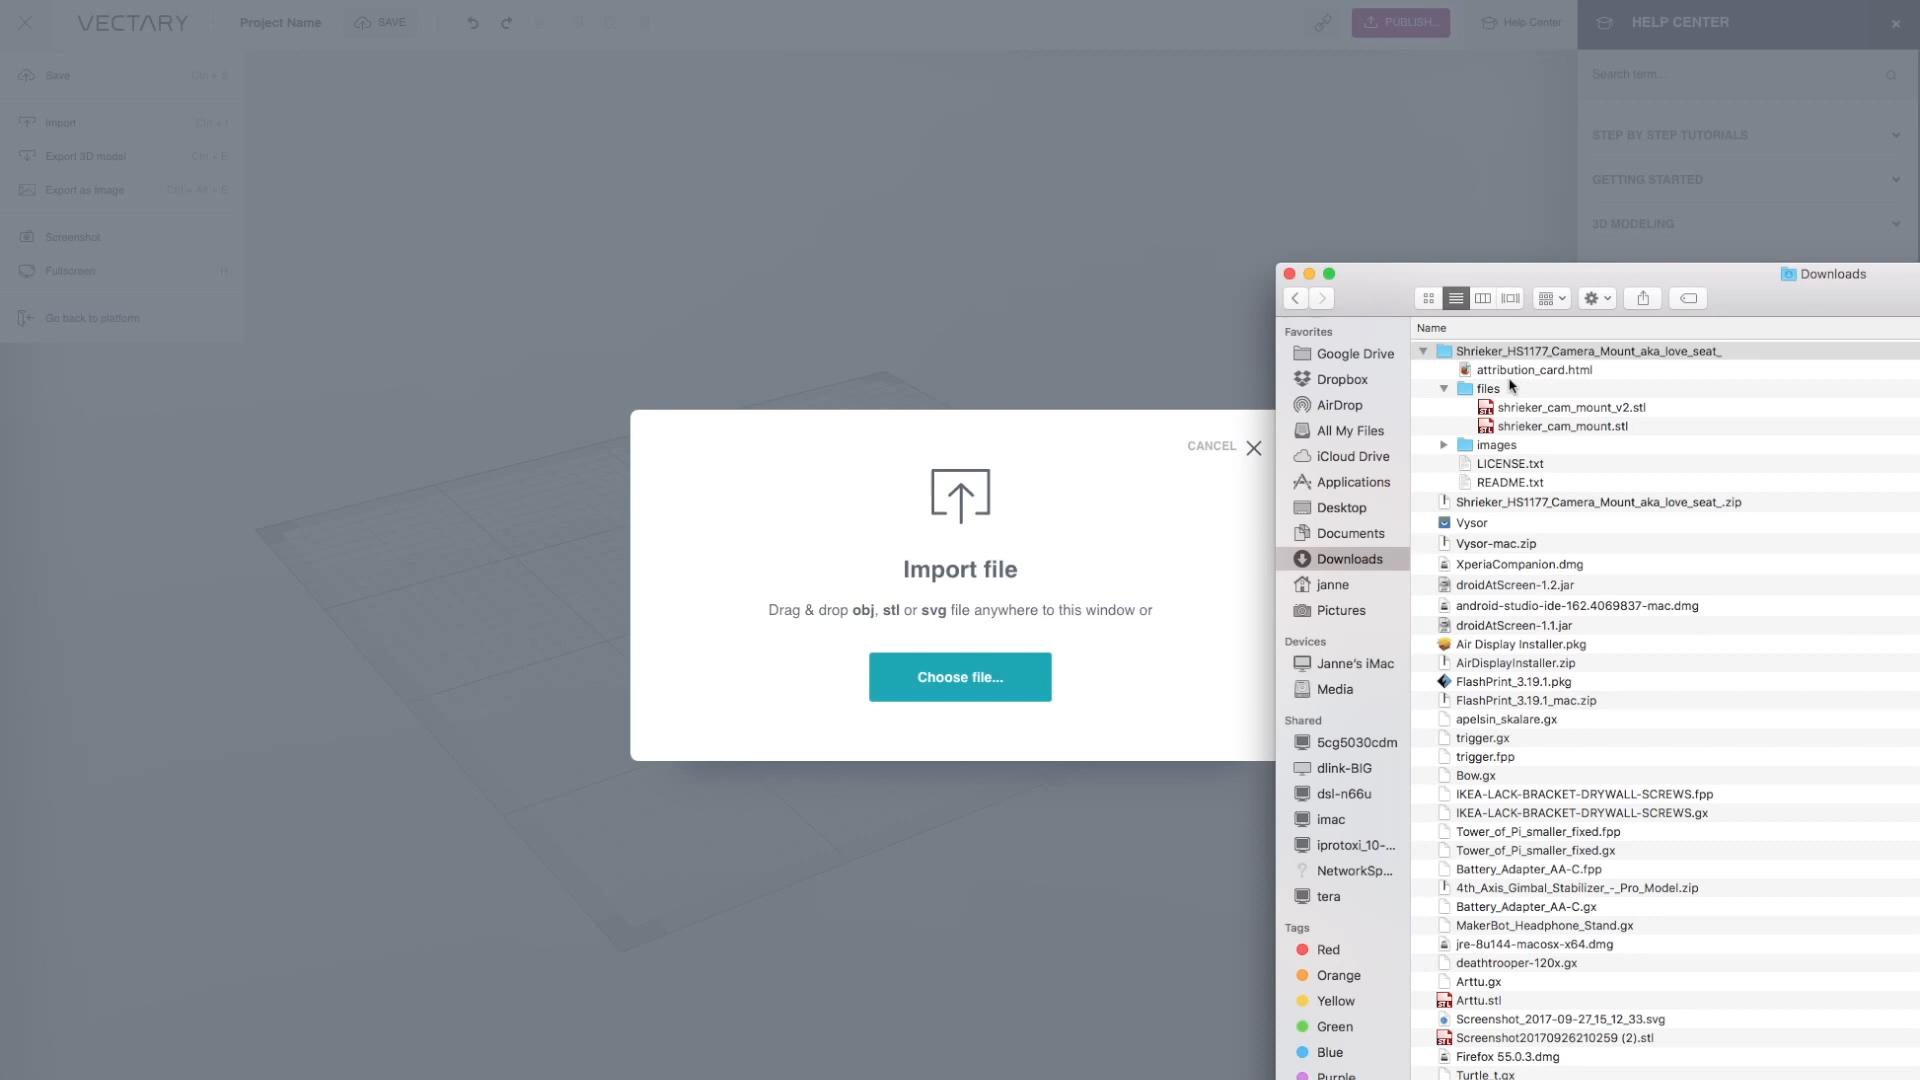 VECTARY
Project Name
SAVE
PUBLISH...
Help Center
HELP CENTER
Save
Ctrl + S
Import
Ctrl + I
Export 3D model
Ctrl + E
Export as image
Ctrl + Alt + E
Screenshot
Fullscreen
H
Go back to platform
Search term...
STEP BY STEP TUTORIALS
GETTING STARTED
3D MODELING
CANCEL
Import file
Drag & drop obj, stl or svg file anywhere to this window or
Choose file...
Downloads
Favorites
Google Drive
Dropbox
AirDrop
All My Files
iCloud Drive
Applications
Desktop
Documents
Downloads
janne
Pictures
Devices
Janne's iMac
Media
Shared
5cg5030cdm
dlink-BIG
dsl-n66u
imac
iprotoxi_10-...
NetworkSp...
tera
Tags
Red
Orange
Yellow
Green
Blue
Purple
Name
Shrieker_HS1177_Camera_Mount_aka_love_seat_
attribution_card.html
files
shrieker_cam_mount_v2.stl
shrieker_cam_mount.stl
images
LICENSE.txt
README.txt
Shrieker_HS1177_Camera_Mount_aka_love_seat_.zip
Vysor
Vysor-mac.zip
XperiaCompanion.dmg
droidAtScreen-1.2.jar
android-studio-ide-162.4069837-mac.dmg
droidAtScreen-1.1.jar
Air Display Installer.pkg
AirDisplayInstaller.zip
FlashPrint_3.19.1.pkg
FlashPrint_3.19.1_mac.zip
apelsin_skalare.gx
trigger.gx
trigger.fpp
Bow.gx
IKEA-LACK-BRACKET-DRYWALL-SCREWS.fpp
IKEA-LACK-BRACKET-DRYWALL-SCREWS.gx
Tower_of_Pi_smaller_fixed.fpp
Tower_of_Pi_smaller_fixed.gx
Battery_Adapter_AA-C.fpp
4th_Axis_Gimbal_Stabilizer_-_Pro_Model.zip
Battery_Adapter_AA-C.gx
MakerBot_Headphone_Stand.gx
jre-8u144-macosx-x64.dmg
deathtrooper-120x.gx
Arttu.gx
Arttu.stl
Screenshot_2017-09-27_15_12_33.svg
Screenshot20170926210259 (2).stl
Firefox 55.0.3.dmg
Turtle_t.gx